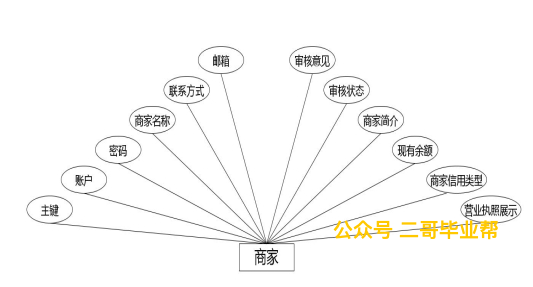 邮箱
审核意见
联系方式
审核状态
商家名称
商家简介
密码
现有余额
账户
商家信用类型
主键
营业执照展示
公众号 二哥毕业帮
商家